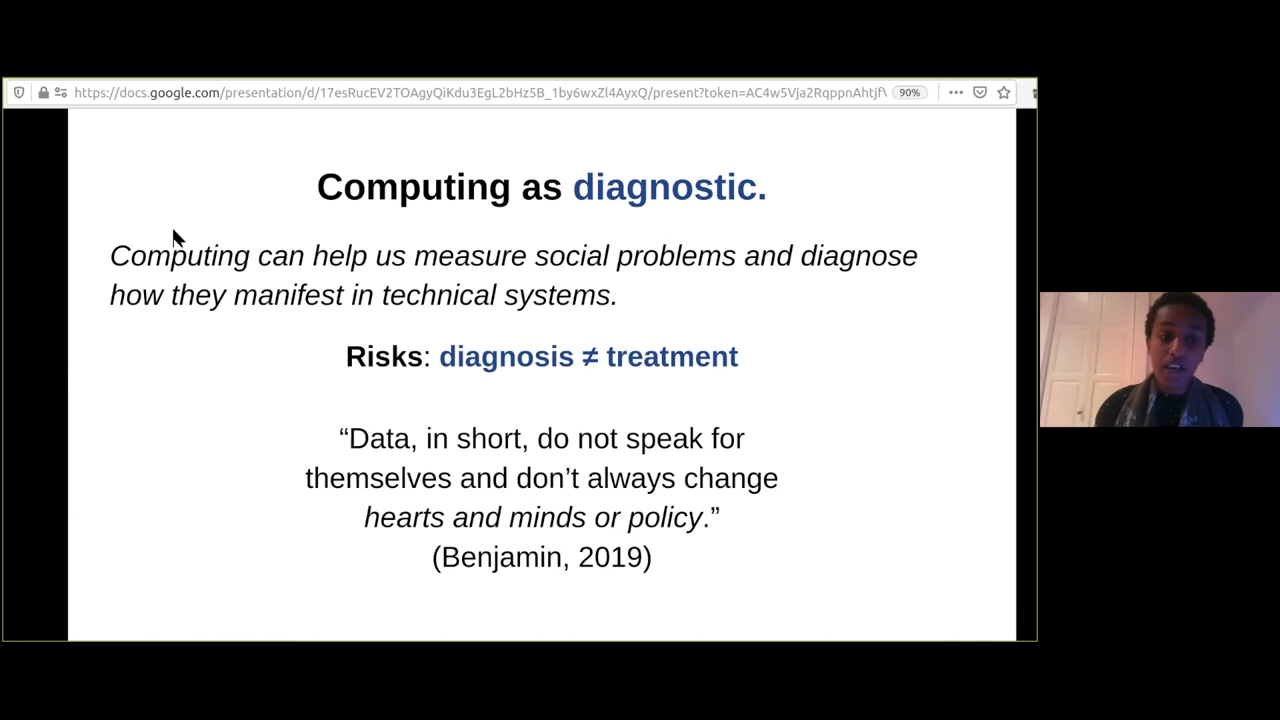 https://docs.google.com/presentation/d/17esRucEV2TOAgyQiKdu3EgL2bHz5B_1by6wxZl4AyxQ/present?token=AC4w5Vja2RqppnAhtjf 90%
Computing as diagnostic.
Computing can help us measure social problems and diagnose
how they manifest in technical systems.
Risks: diagnosis ≠ treatment
“Data, in short, do not speak for
themselves and don’t always change
hearts and minds or policy.”
(Benjamin, 2019)